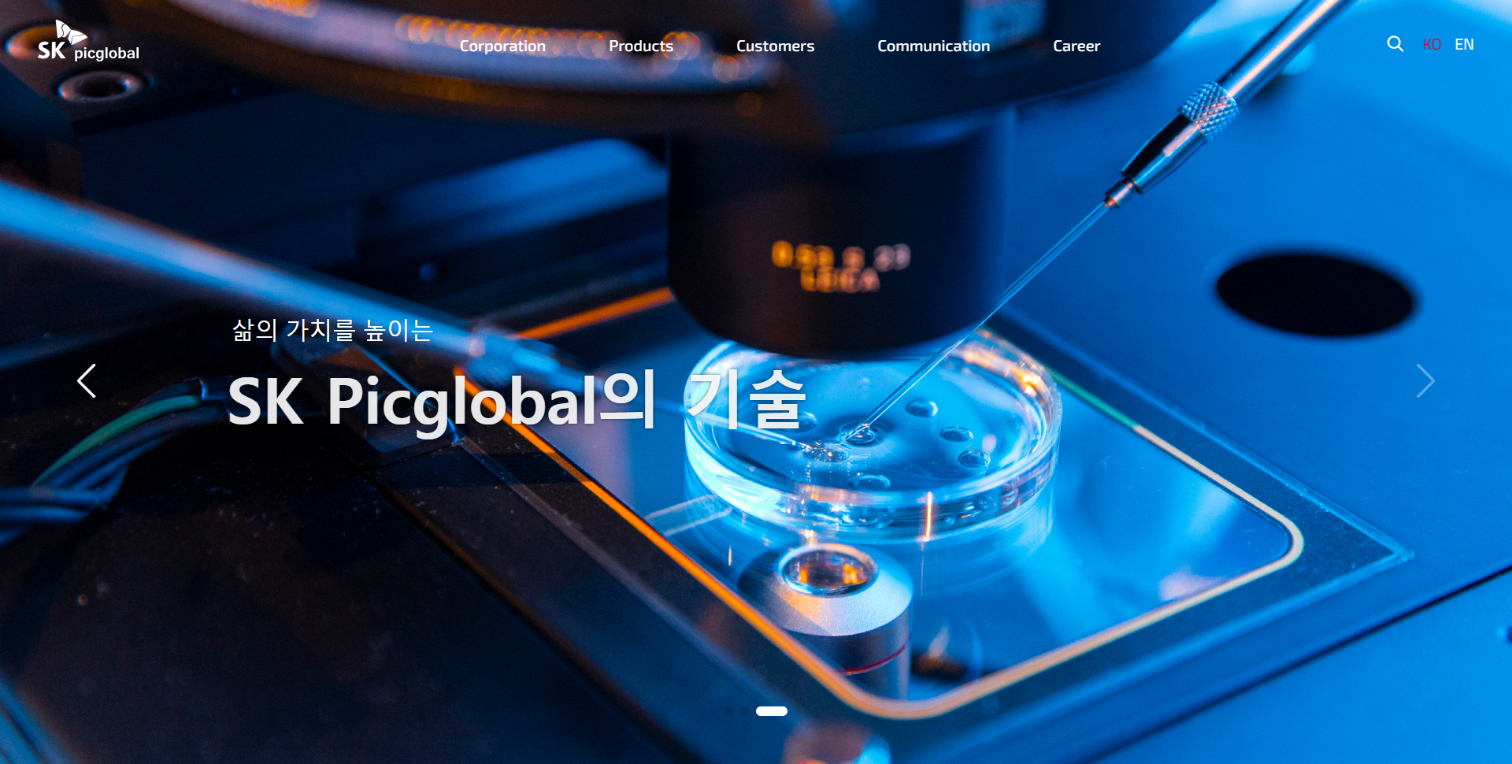 SK picglobal
Corporation
Products
Customers
Communication
Career
KO EN
LEICA
삶의 가치를 높이는
SK Picglobal의 기술